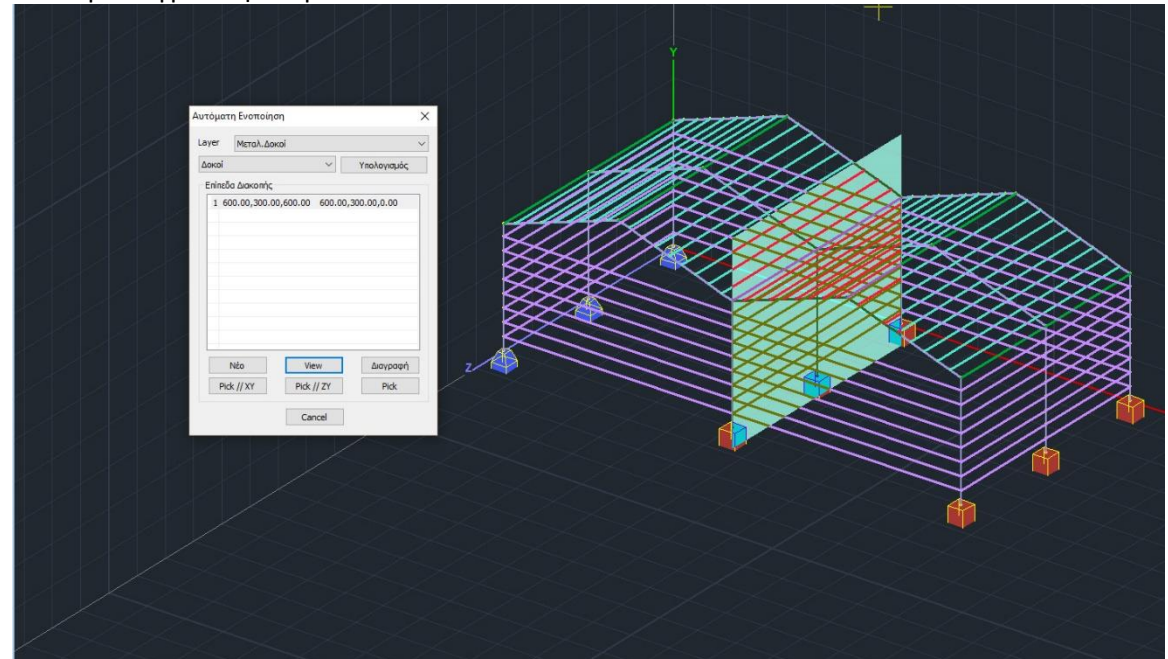 Αυτόματη Ενοποίηση
Layer Μεταλ.Δοκοί
Δοκοί Υπολογισμός
Επίπεδα Διακοπής
1 600.00,300.00,600.00 600.00,300.00,0.00
Νέο View Διαγραφή
Pick // XY Pick // ZY Pick
Cancel
Y
Z